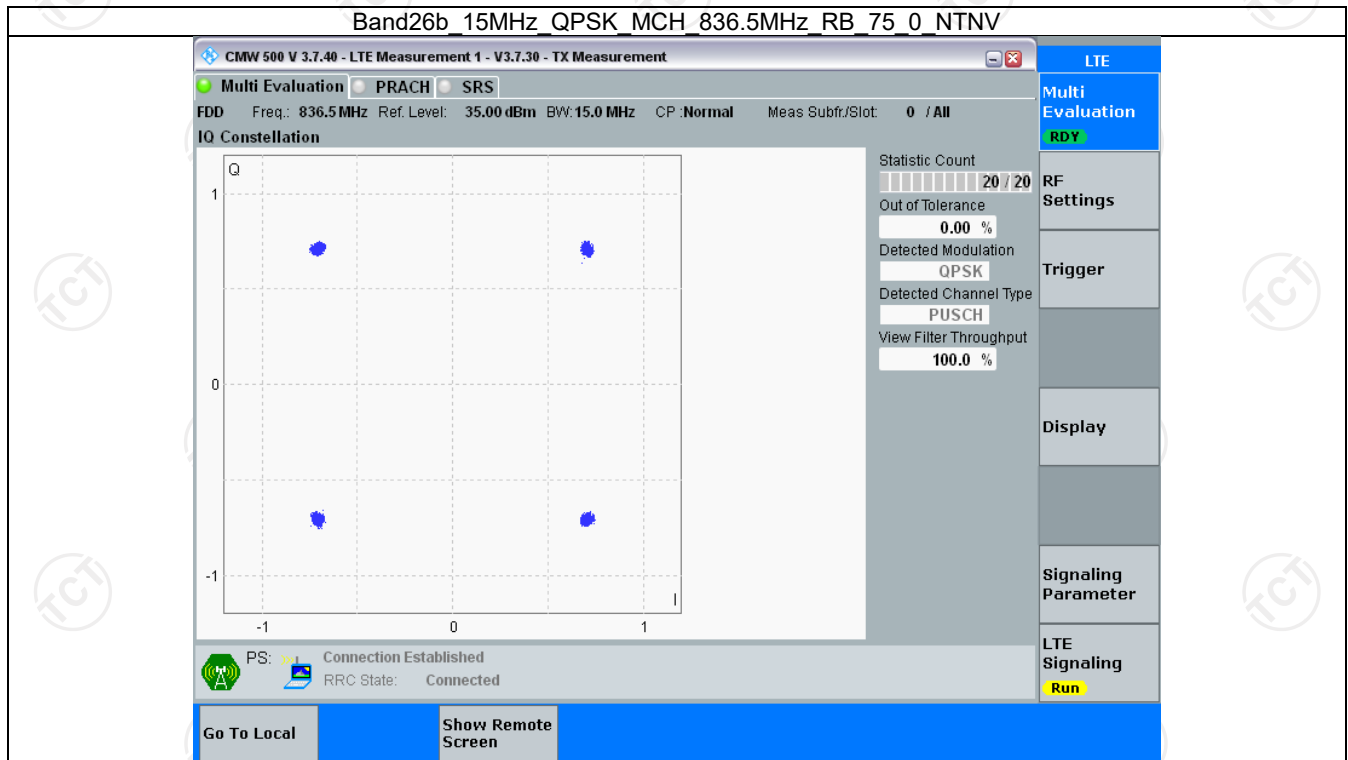 Band26b_15MHz_QPSK_MCH_836.5MHz_RB_75_0_NTNV
CMW 500 V 3.7.40 - LTE Measurement 1 - V3.7.30 - TX Measurement
LTE
Multi Evaluation PRACH SRS
FDD Freq.: 836.5 MHz Ref. Level: 35.00 dBm BW: 15.0 MHz CP :Normal Meas Subfr./Slot: 0 / All
IQ Constellation
Q
1
0
-1
I
-1 0 1
Statistic Count
20 / 20
Out of Tolerance
0.00 %
Detected Modulation
QPSK
Detected Channel Type
PUSCH
View Filter Throughput
100.0 %
Multi
Evaluation
RDY
RF
Settings
Trigger
Display
Signaling
Parameter
LTE
Signaling
Run
PS: Connection Established
RRC State: Connected
Go To Local
Show Remote
Screen
TCT
TCT
TCT
TCT